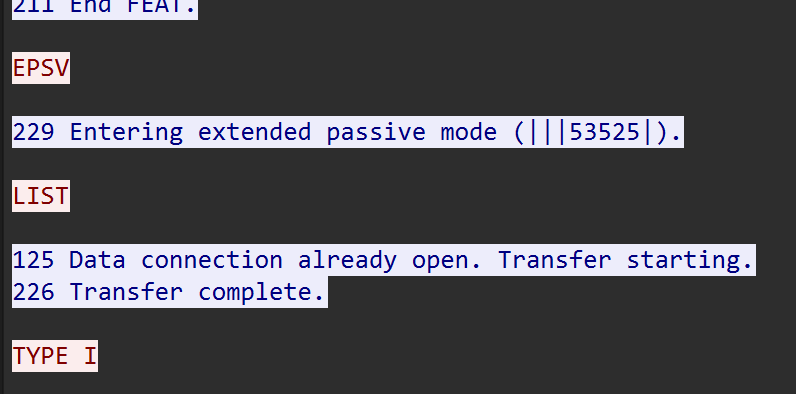 211 End FEAT.
EPSV
229 Entering extended passive mode (|||53525|).
LIST
125 Data connection already open. Transfer starting.
226 Transfer complete.
TYPE I